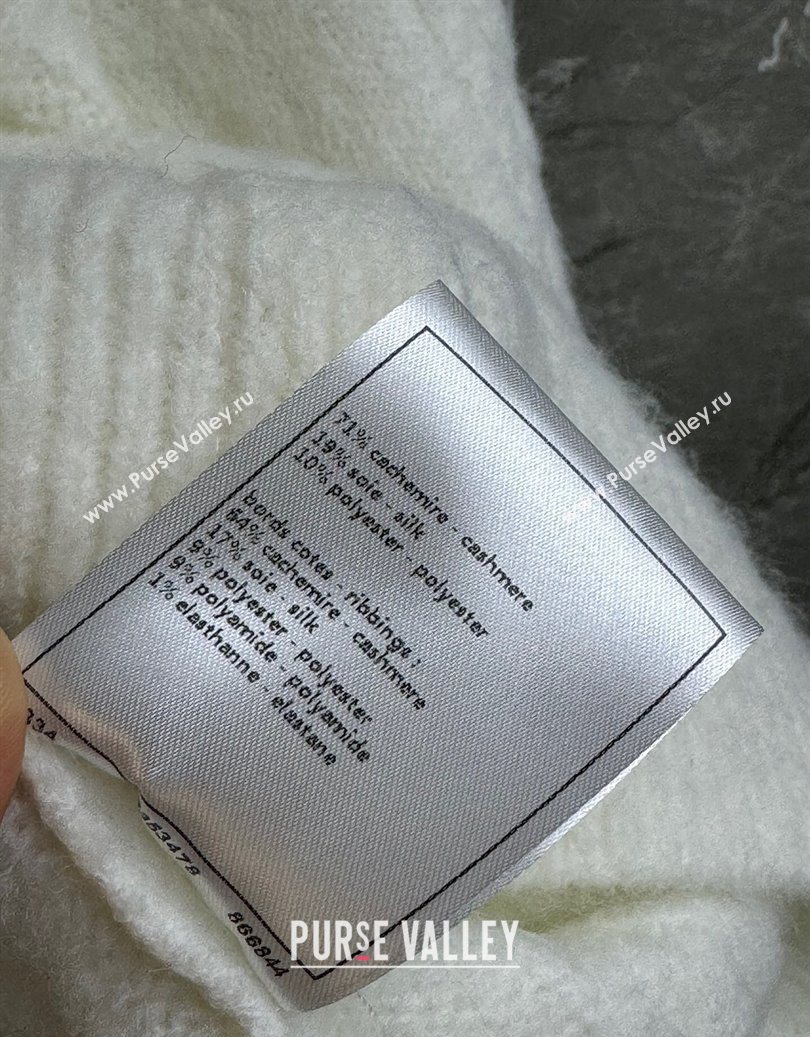 71% cachemire - cashmere
19% soie - silk
10% polyester - polyester
bords cotes - ribbings :
64% cachemire - cashmere
17% soie - silk
9% polyester - polyester
9% polyamide - polyamide
1% elasthanne - elastane
866844
www.PurseValley.ru
www.PurseValley.ru
PURSE VALLEY